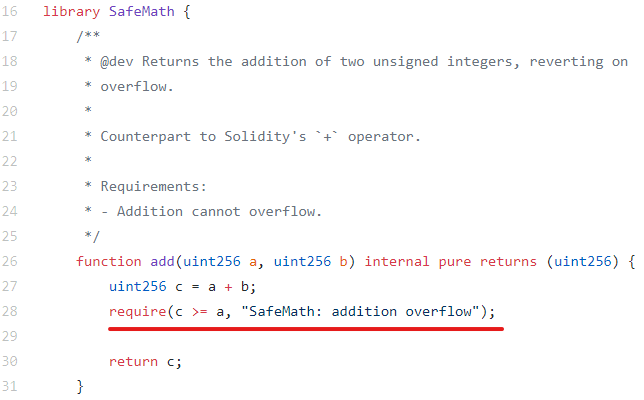 16 library SafeMath {
17 /**
18 * @dev Returns the addition of two unsigned integers, reverting on
19 * overflow.
20 *
21 * Counterpart to Solidity's `+` operator.
22 *
23 * Requirements:
24 * - Addition cannot overflow.
25 */
26 function add(uint256 a, uint256 b) internal pure returns (uint256) {
27 uint256 c = a + b;
28 require(c >= a, "SafeMath: addition overflow");
29
30 return c;
31 }